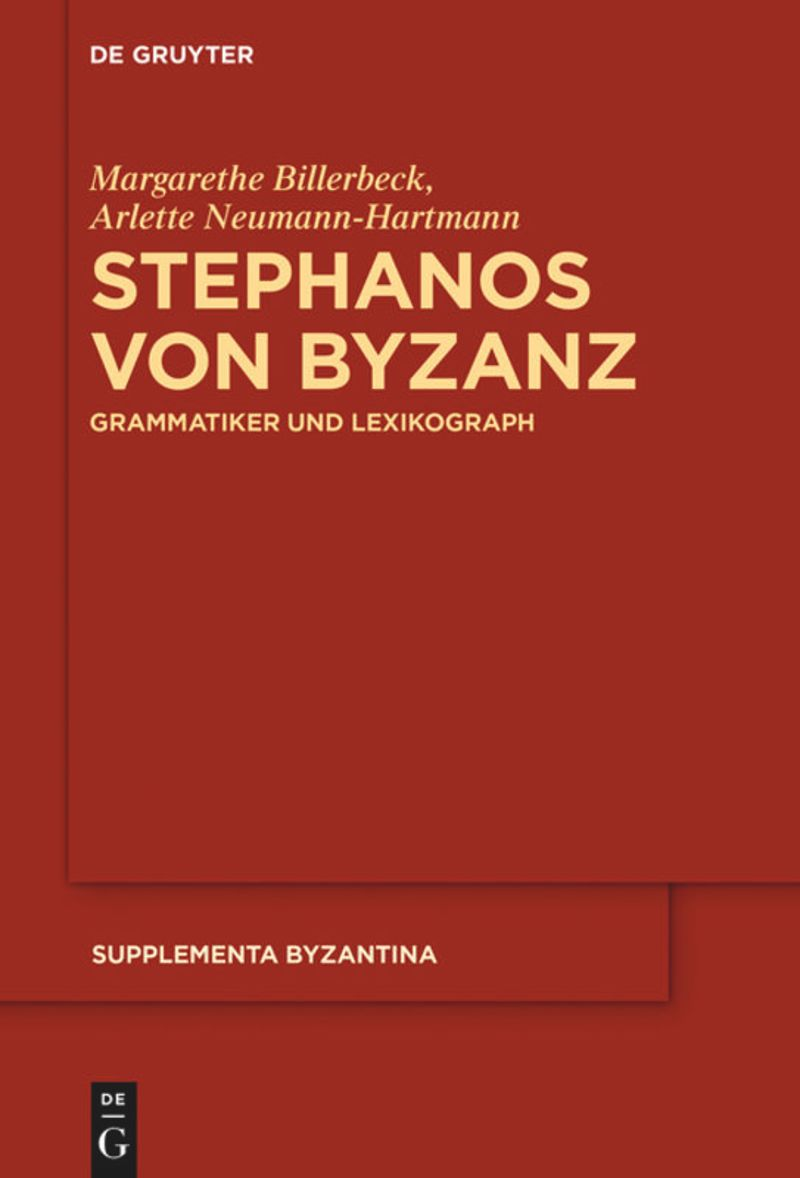 DE GRUYTER
Margarethe Billerbeck,
Arlette Neumann-Hartmann
STEPHANOS
VON BYZANZ
GRAMMATIKER UND LEXIKOGRAPH
SUPPLEMENTA BYZANTINA
DE
G